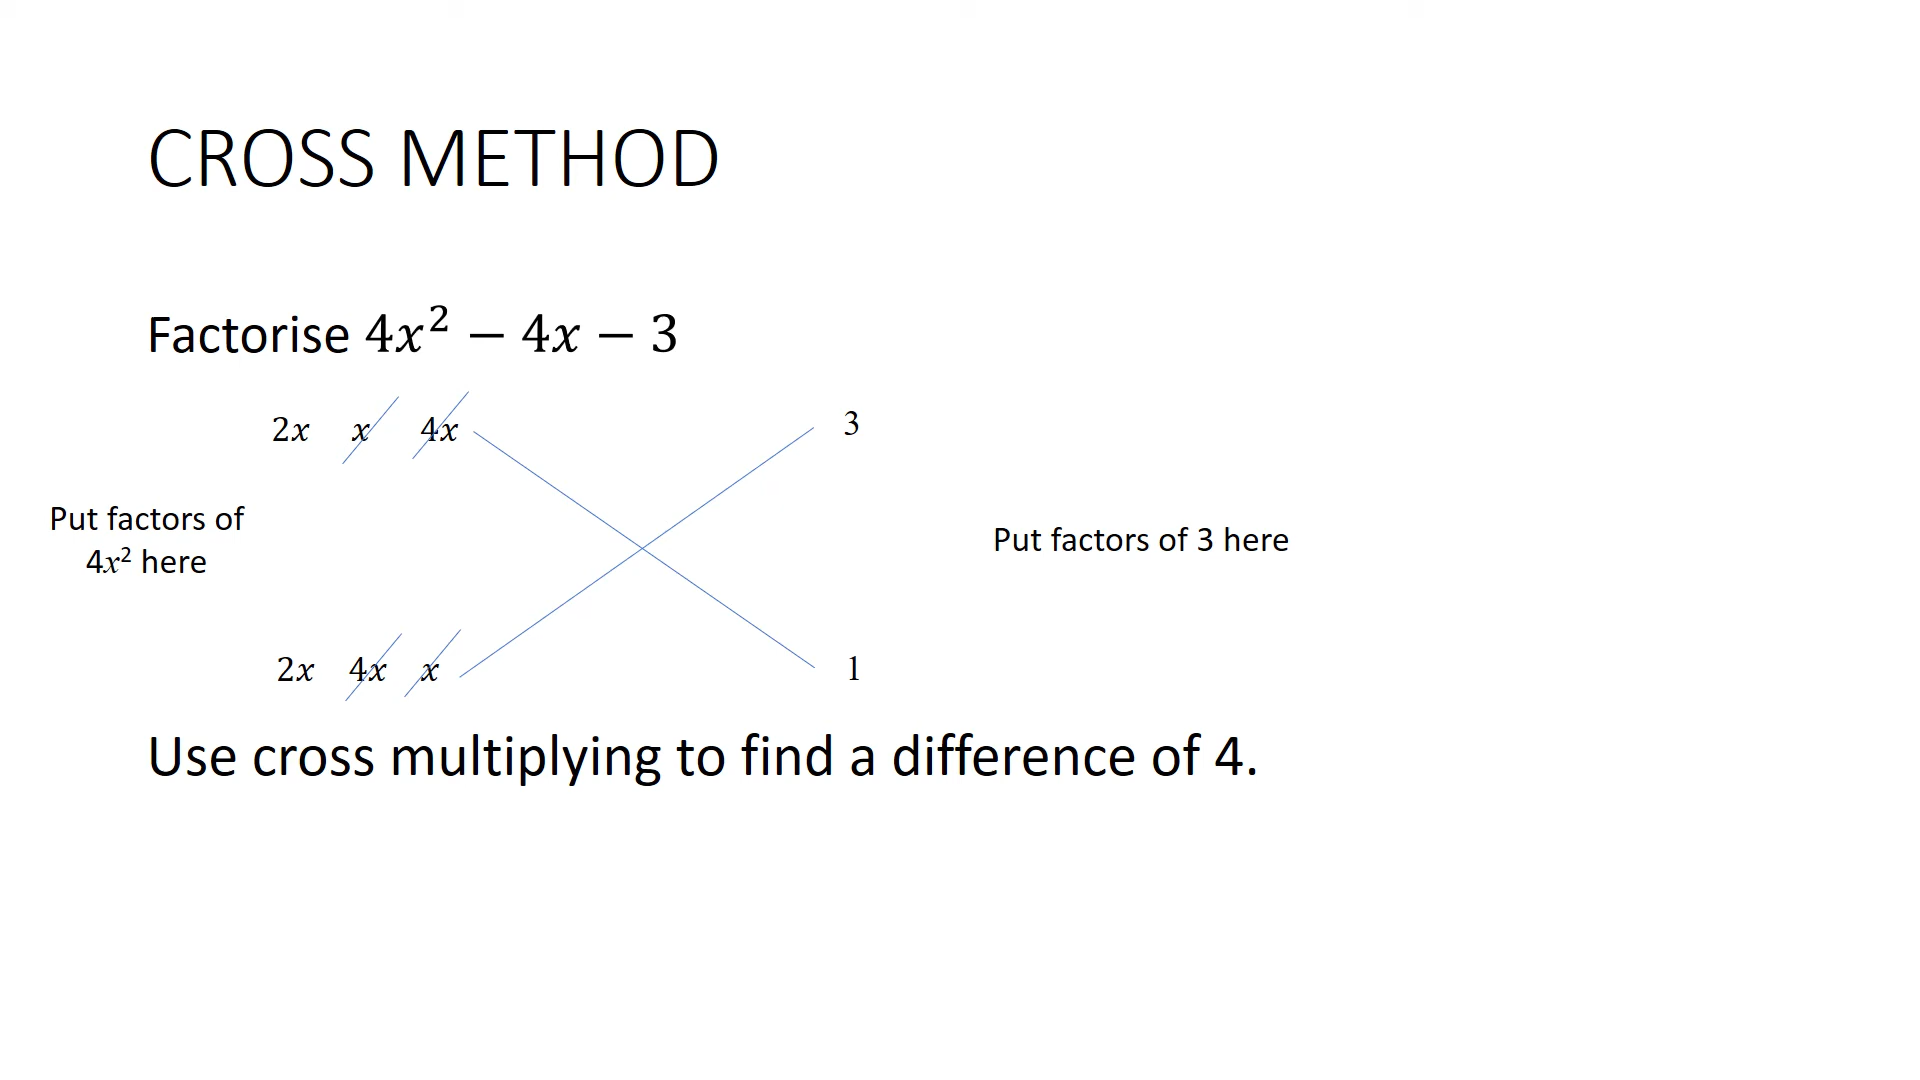 CROSS METHOD
Factorise 4x² − 4x − 3
2x x 4x 3
Put factors of
4x² here
Put factors of 3 here
2x 4x x 1
Use cross multiplying to find a difference of 4.